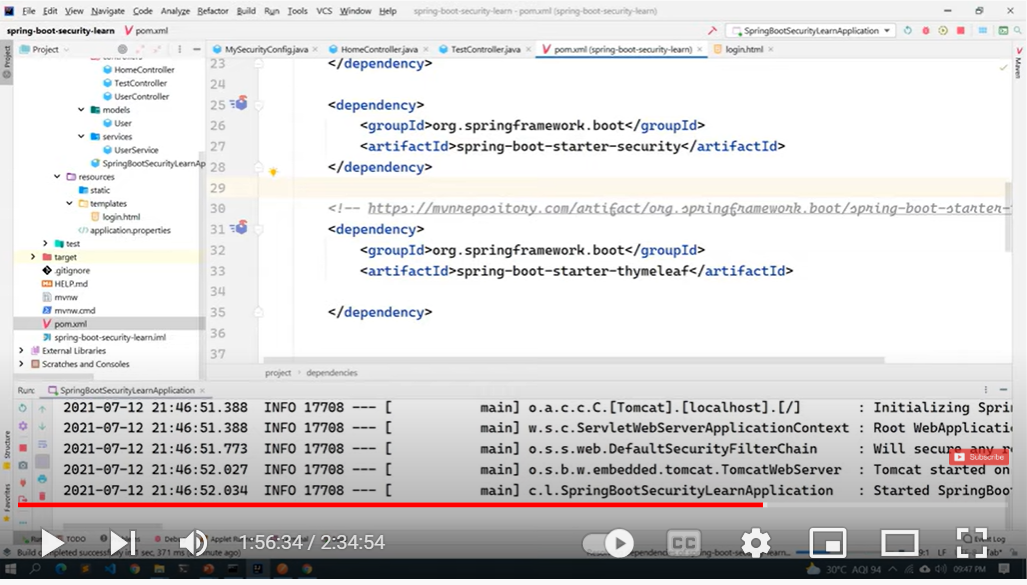 File Edit View Navigate Code Analyze Refactor Build Run Tools VCS Window Help spring-boot-security-learn - pom.xml (spring-boot-security-learn)
spring-boot-security-learn pom.xml SpringBootSecurityLearnApplication
Project
MySecurityConfig.java HomeController.java TestController.java pom.xml (spring-boot-security-learn) login.html
Project
Maven
HomeController
TestController
UserController
models
User
services
UserService
SpringBootSecurityLearnAp
resources
static
templates
login.html
application.properties
test
target
.gitignore
HELP.md
mvnw
mvnw.cmd
pom.xml
spring-boot-security-learn.iml
External Libraries
Scratches and Consoles
23 </dependency>
24
25 <dependency>
26 <groupId>org.springframework.boot</groupId>
27 <artifactId>spring-boot-starter-security</artifactId>
28 </dependency>
29
30 <!-- https://mvnrepository.com/artifact/org.springframework.boot/spring-boot-starter-
31 <dependency>
32 <groupId>org.springframework.boot</groupId>
33 <artifactId>spring-boot-starter-thymeleaf</artifactId>
34
35 </dependency>
36
37
project › dependencies
Run: SpringBootSecurityLearnApplication
2021-07-12 21:46:51.388 INFO 17708 --- [ main] o.a.c.c.C.[Tomcat].[localhost].[/] : Initializing Spri
2021-07-12 21:46:51.388 INFO 17708 --- [ main] w.s.c.ServletWebServerApplicationContext : Root WebApplicati
2021-07-12 21:46:51.773 INFO 17708 --- [ main] o.s.s.web.DefaultSecurityFilterChain : Will secure any r
2021-07-12 21:46:52.027 INFO 17708 --- [ main] o.s.b.w.embedded.tomcat.TomcatWebServer : Tomcat started on
2021-07-12 21:46:52.034 INFO 17708 --- [ main] c.l.SpringBootSecurityLearnApplication : Started SpringBoo
Structure
Favorites
Subscribe
1:56:34 / 2:34:54
CC
Run TODO Event Log
Build completed successfully
30°C AQI 94 09:47 PM